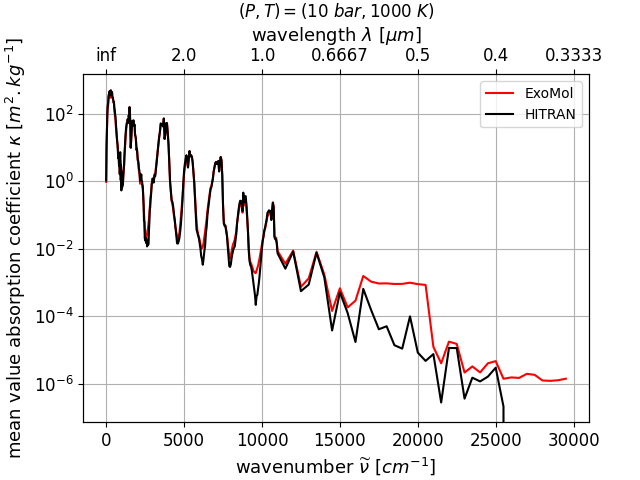 (P, T) = (10 bar, 1000 K)
wavelength λ [μm]
inf 2.0 1.0 0.6667 0.5 0.4 0.3333
mean value absorption coefficient κ [m².kg⁻¹]
ExoMol
HITRAN
10²
10⁰
10⁻²
10⁻⁴
10⁻⁶
0 5000 10000 15000 20000 25000 30000
wavenumber ν̃ [cm⁻¹]